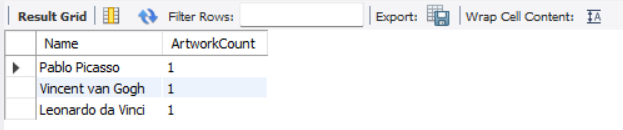 Result Grid Filter Rows: Export: Wrap Cell Content: IA
Name ArtworkCount
Pablo Picasso 1
Vincent van Gogh 1
Leonardo da Vinci 1